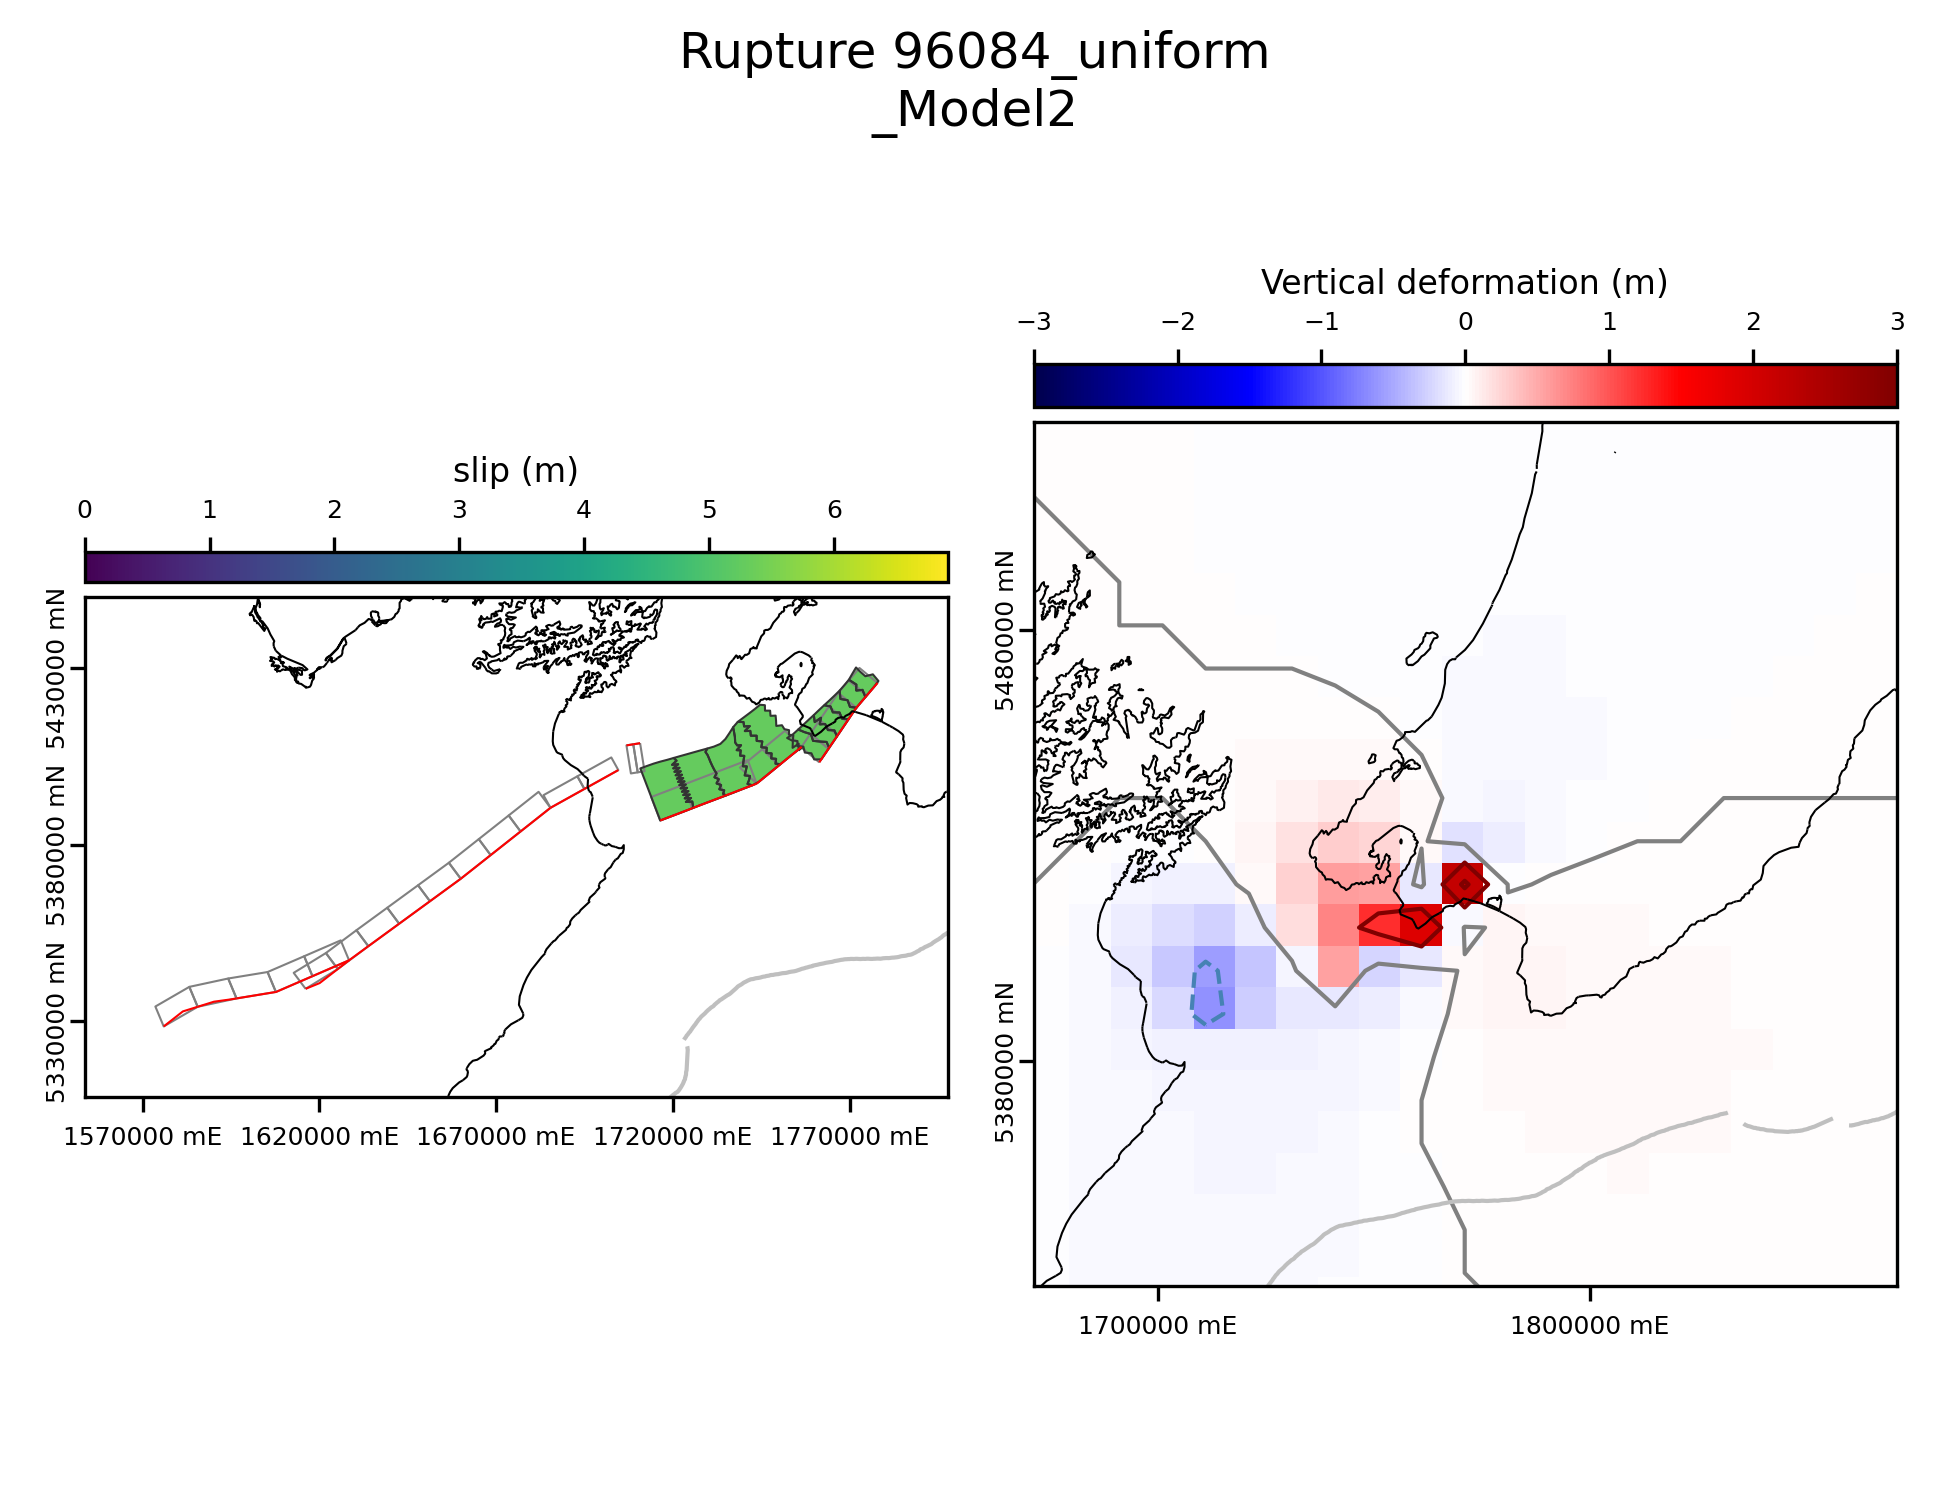 Rupture 96084_uniform
_Model2
slip (m)
0 1 2 3 4 5 6
5430000 mN
5380000 mN
5330000 mN
1570000 mE 1620000 mE 1670000 mE 1720000 mE 1770000 mE
Vertical deformation (m)
−3 −2 −1 0 1 2 3
5480000 mN
5380000 mN
1700000 mE 1800000 mE